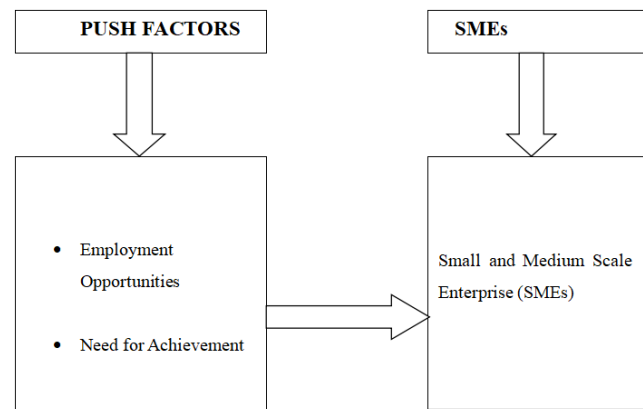 PUSH FACTORS
SMEs
• Employment
Opportunities
• Need for Achievement
Small and Medium Scale
Enterprise (SMEs)